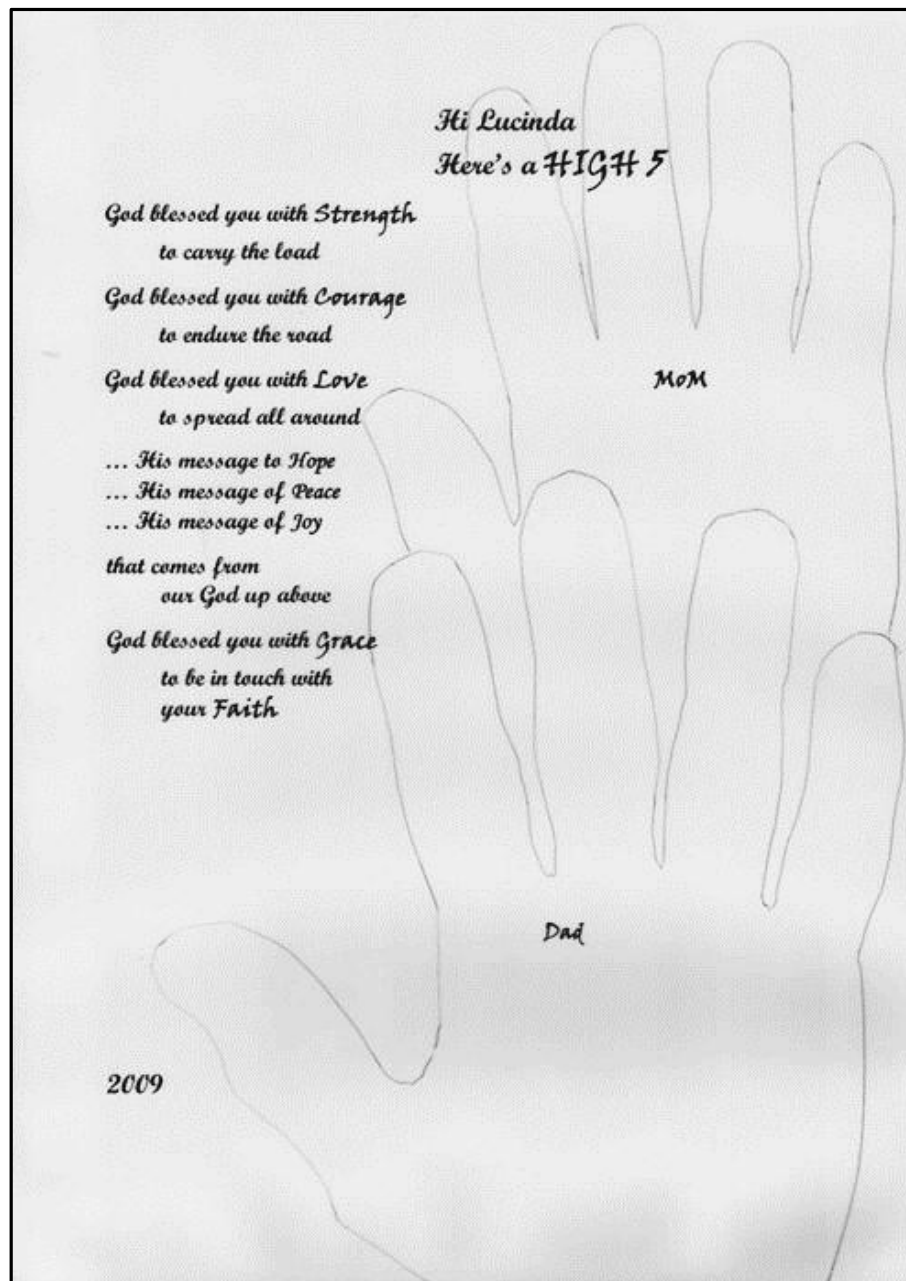 Hi Lucinda
Here's a HIGH 5
God blessed you with Strength
to carry the load
God blessed you with Courage
to endure the road
God blessed you with Love
to spread all around
... His message to Hope
... His message of Peace
... His message of Joy
that comes from
our God up above
God blessed you with Grace
to be in touch with
your Faith
MoM
Dad
2009